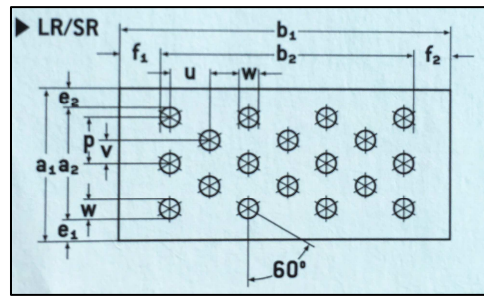 ▶ LR/SR
b₁
f₁ b₂ f₂
u w
e₂
p
v
a₁ a₂
w
e₁
60°